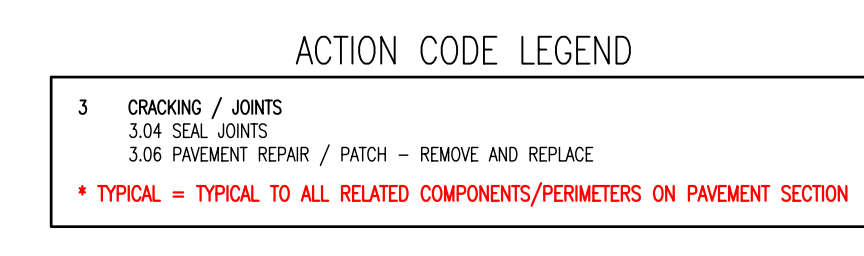 ACTION CODE LEGEND
3 CRACKING / JOINTS
3.04 SEAL JOINTS
3.06 PAVEMENT REPAIR / PATCH – REMOVE AND REPLACE
* TYPICAL = TYPICAL TO ALL RELATED COMPONENTS/PERIMETERS ON PAVEMENT SECTION